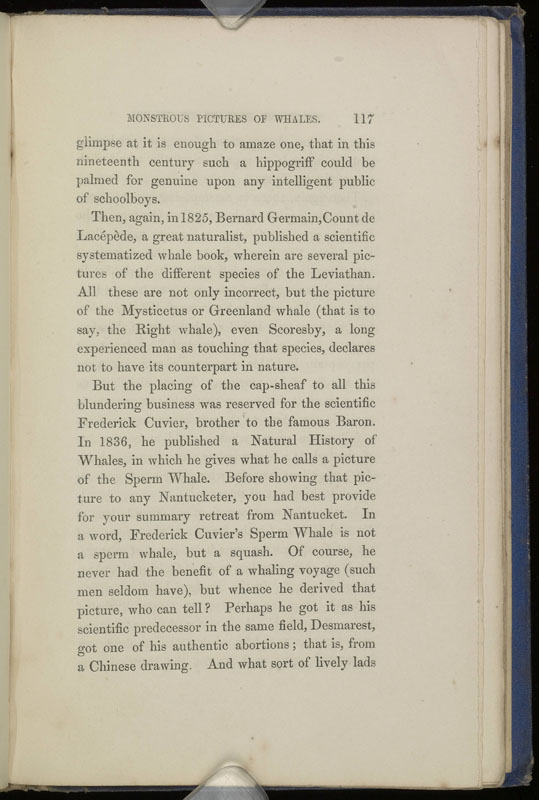 MONSTROUS PICTURES OF WHALES. 117
glimpse at it is enough to amaze one, that in this
nineteenth century such a hippogriff could be
palmed for genuine upon any intelligent public
of schoolboys.
Then, again, in 1825, Bernard Germain, Count de
Lacépède, a great naturalist, published a scientific
systematized whale book, wherein are several pic-
tures of the different species of the Leviathan.
All these are not only incorrect, but the picture
of the Mysticetus or Greenland whale (that is to
say, the Right whale), even Scoresby, a long
experienced man as touching that species, declares
not to have its counterpart in nature.
But the placing of the cap-sheaf to all this
blundering business was reserved for the scientific
Frederick Cuvier, brother to the famous Baron.
In 1836, he published a Natural History of
Whales, in which he gives what he calls a picture
of the Sperm Whale. Before showing that pic-
ture to any Nantucketer, you had best provide
for your summary retreat from Nantucket. In
a word, Frederick Cuvier's Sperm Whale is not
a sperm whale, but a squash. Of course, he
never had the benefit of a whaling voyage (such
men seldom have), but whence he derived that
picture, who can tell? Perhaps he got it as his
scientific predecessor in the same field, Desmarest,
got one of his authentic abortions; that is, from
a Chinese drawing. And what sort of lively lads